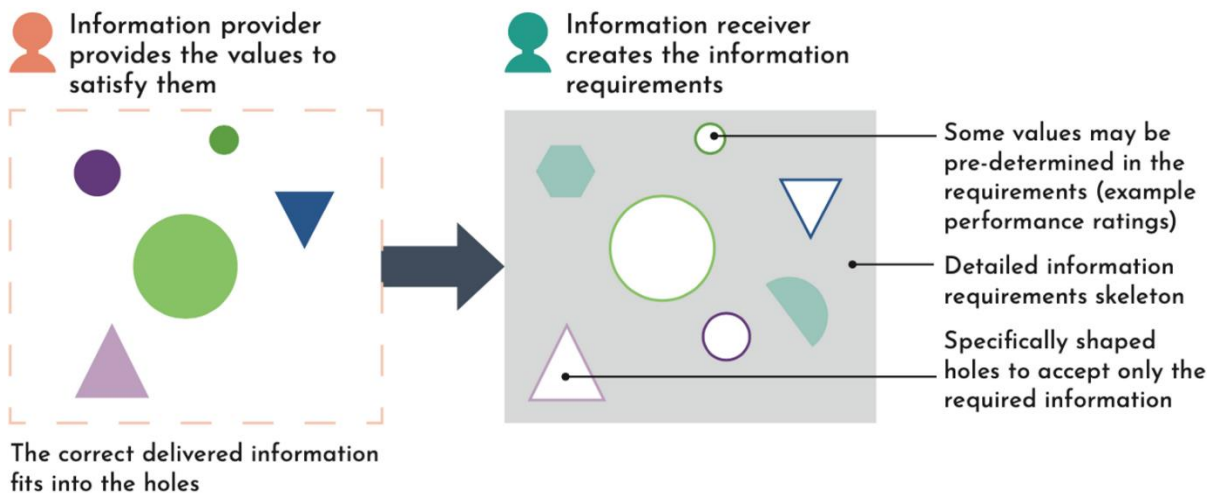 Information provider
provides the values to
satisfy them
Information receiver
creates the information
requirements
Some values may be
pre-determined in the
requirements (example
performance ratings)
Detailed information
requirements skeleton
Specifically shaped
holes to accept only the
required information
The correct delivered information
fits into the holes